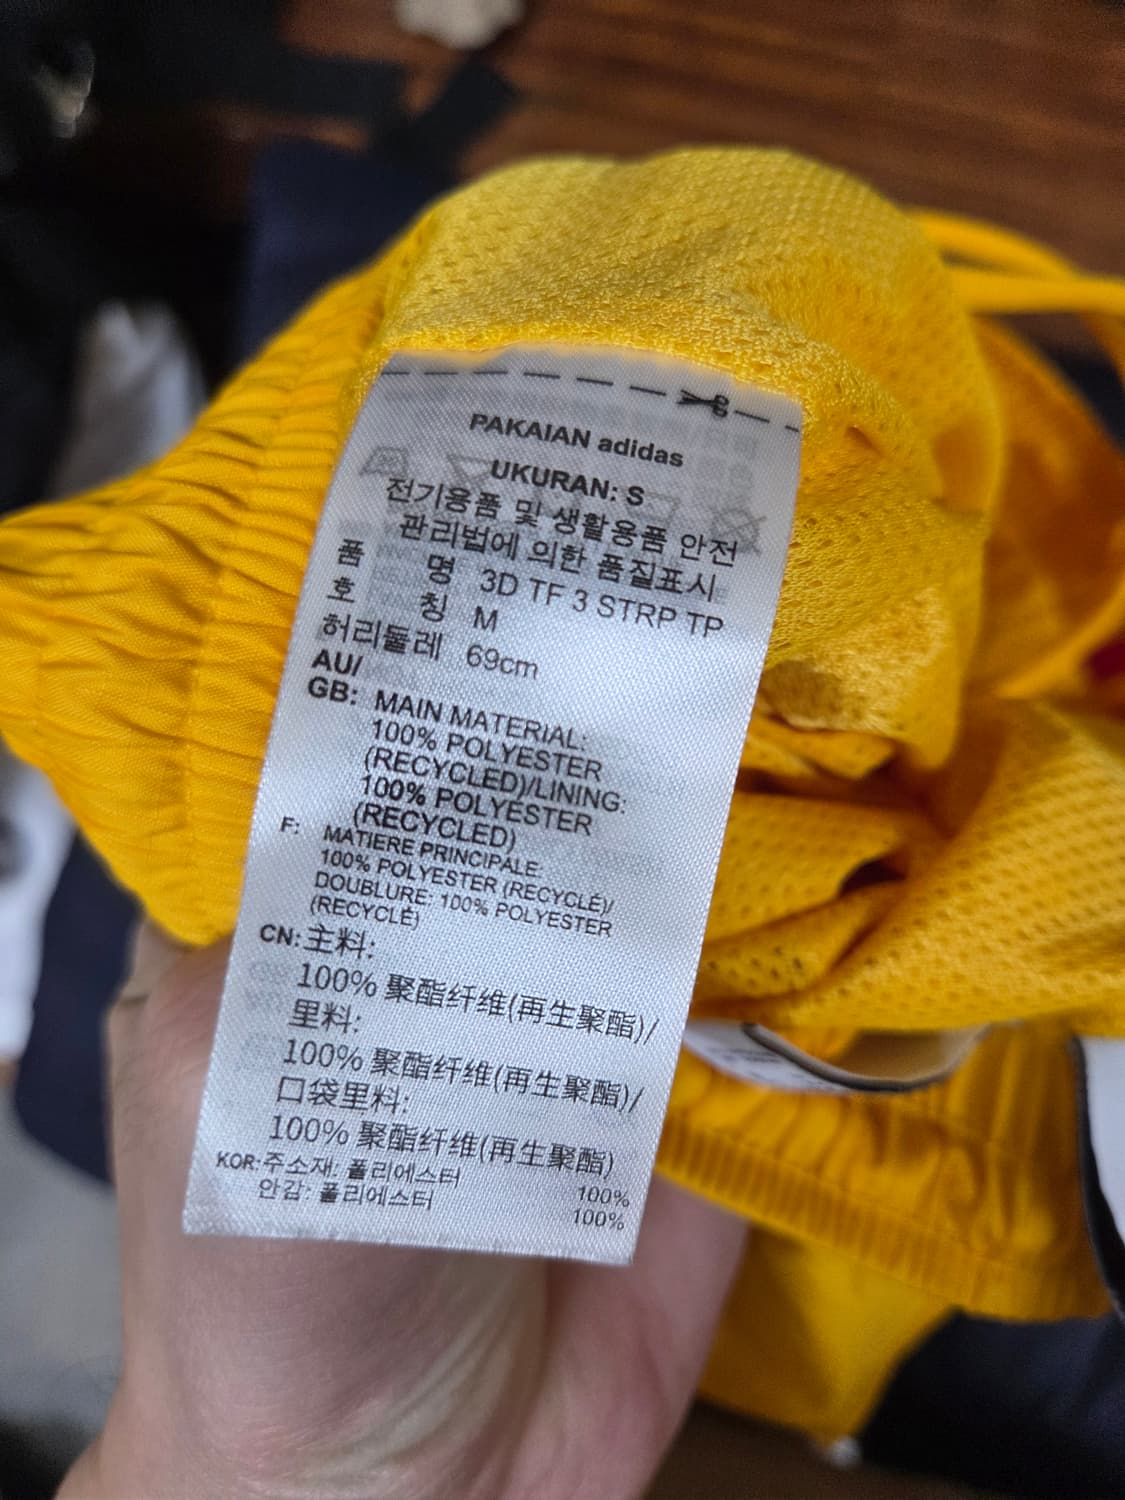 PAKAIAN adidas
UKURAN: S
전기용품 및 생활용품 안전
관리법에 의한 품질표시
품 명 3D TF 3 STRP TP
호 칭 M
허리둘레 69cm
AU/
GB: MAIN MATERIAL:
100% POLYESTER
(RECYCLED)/LINING:
100% POLYESTER
(RECYCLED)
F: MATIERE PRINCIPALE:
100% POLYESTER (RECYCLÉ)/
DOUBLURE: 100% POLYESTER
(RECYCLÉ)
CN: 主料:
100% 聚酯纤维(再生聚酯)/
里料:
100% 聚酯纤维(再生聚酯)/
口袋里料:
100% 聚酯纤维(再生聚酯)
KOR: 주소재: 폴리에스터 100%
안감: 폴리에스터 100%